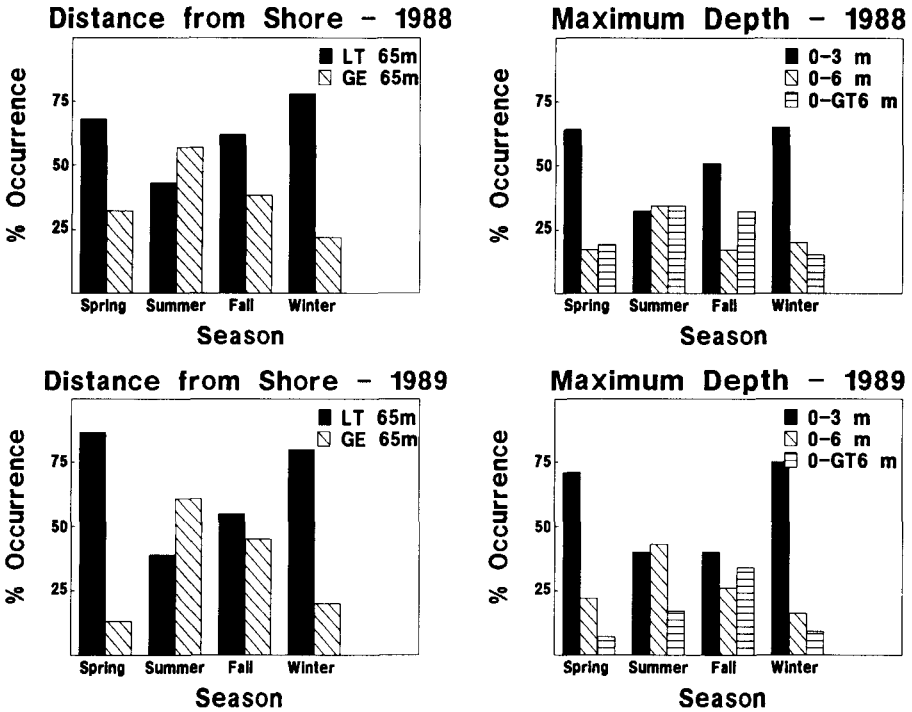 Distance from Shore - 1988
LT 65m
GE 65m
% Occurrence
75
50
25
Spring Summer Fall Winter
Season
Maximum Depth - 1988
0-3 m
0-6 m
0-GT6 m
% Occurrence
75
50
25
Spring Summer Fall Winter
Season
Distance from Shore - 1989
LT 65m
GE 65m
% Occurrence
75
50
25
Spring Summer Fall Winter
Season
Maximum Depth - 1989
0-3 m
0-6 m
0-GT6 m
% Occurrence
75
50
25
Spring Summer Fall Winter
Season